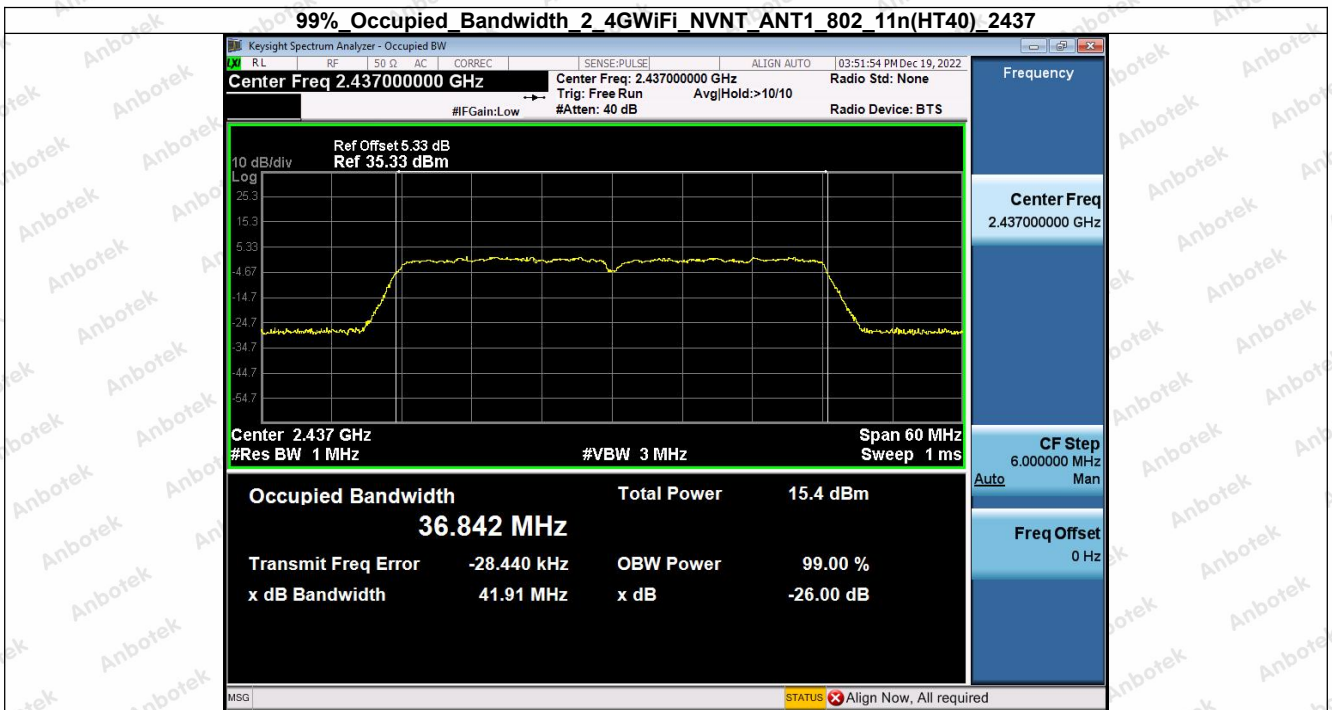 99%_Occupied_Bandwidth_2_4GWiFi_NVNT_ANT1_802_11n(HT40)_2437
Keysight Spectrum Analyzer - Occupied BW
LXI RL RF 50 Ω AC CORREC SENSE:PULSE ALIGN AUTO 03:51:54 PM Dec 19, 2022
Center Freq 2.437000000 GHz
Center Freq: 2.437000000 GHz Radio Std: None
Trig: Free Run Avg|Hold:>10/10
#IFGain:Low #Atten: 40 dB Radio Device: BTS
Ref Offset 5.33 dB
10 dB/div Ref 35.33 dBm
Log
25.3
15.3
5.33
-4.67
-14.7
-24.7
-34.7
-44.7
-54.7
Center 2.437 GHz Span 60 MHz
#Res BW 1 MHz #VBW 3 MHz Sweep 1 ms
Occupied Bandwidth Total Power 15.4 dBm
36.842 MHz
Transmit Freq Error -28.440 kHz OBW Power 99.00 %
x dB Bandwidth 41.91 MHz x dB -26.00 dB
MSG STATUS Align Now, All required
Frequency
Center Freq
2.437000000 GHz
CF Step
6.000000 MHz
Auto Man
Freq Offset
0 Hz
Anbotek